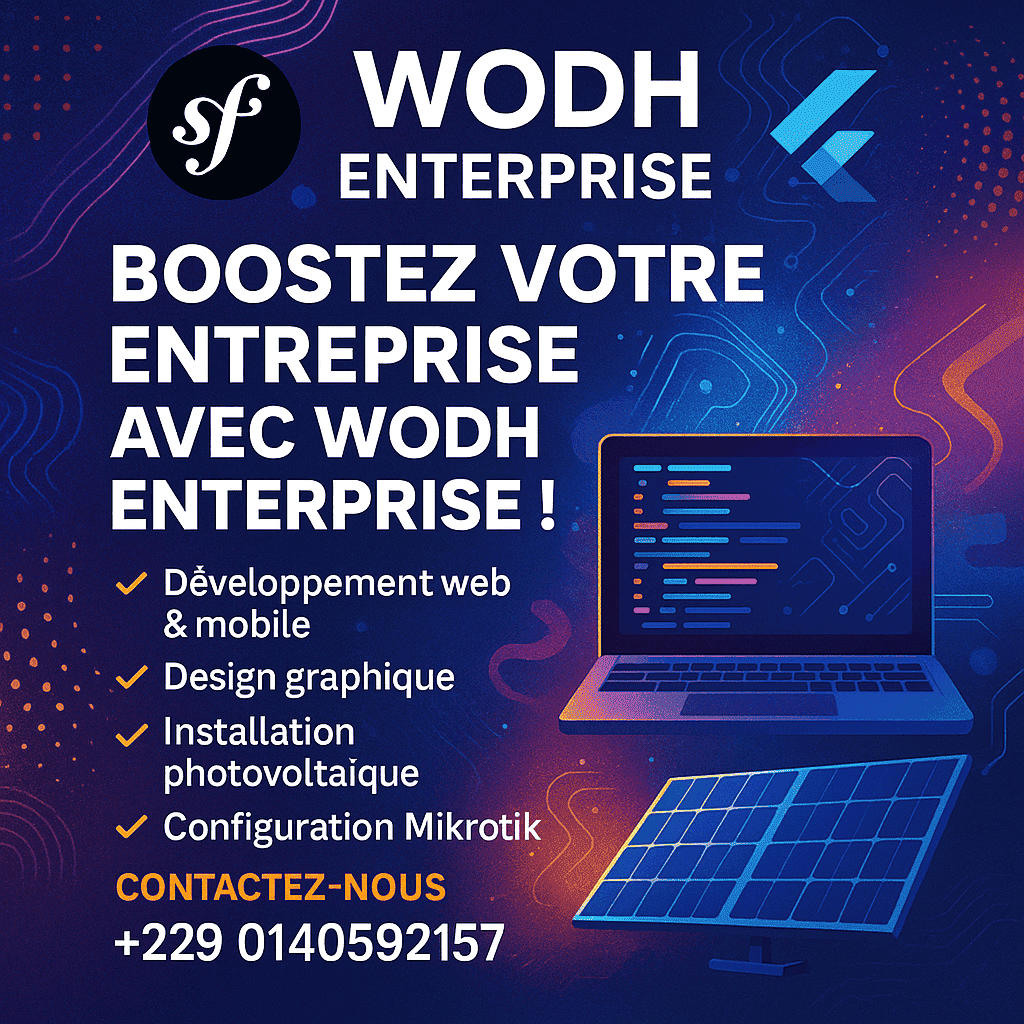 sf
WODH
ENTERPRISE
BOOSTEZ VOTRE
ENTREPRISE
AVEC WODH
ENTERPRISE !
Développement web
& mobile
Design graphique
Installation
photovoltaïque
Configuration Mikrotik
CONTACTEZ-NOUS
+229 0140592157